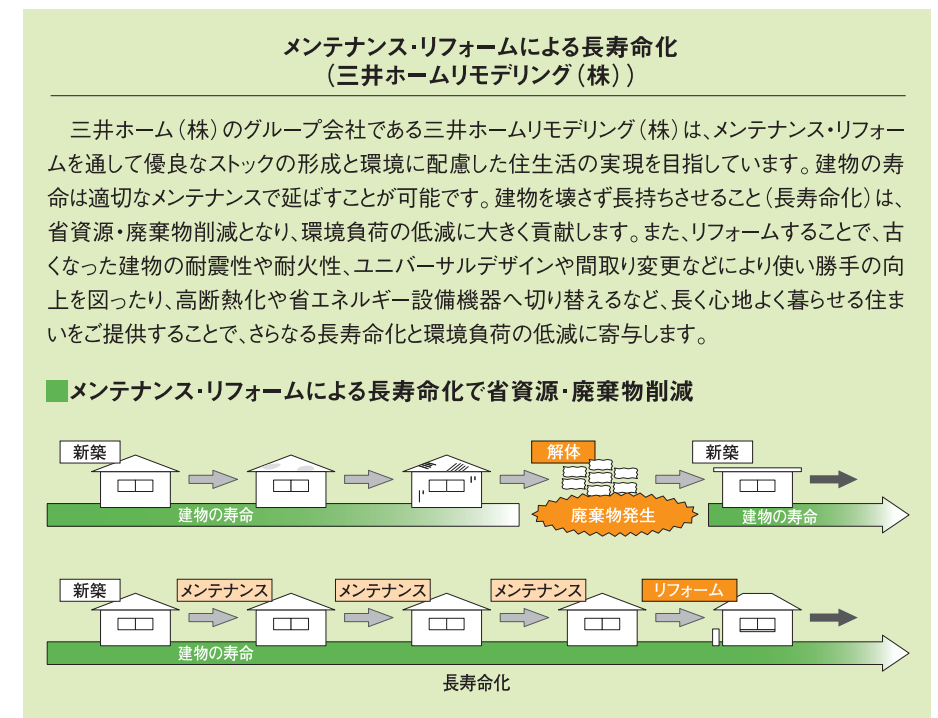 メンテナンス・リフォームによる長寿命化
（三井ホームリモデリング（株））
三井ホーム（株）のグループ会社である三井ホームリモデリング（株）は、メンテナンス・リフォー
ムを通して優良なストックの形成と環境に配慮した住生活の実現を目指しています。建物の寿
命は適切なメンテナンスで延ばすことが可能です。建物を壊さず長持ちさせること（長寿命化）は、
省資源・廃棄物削減となり、環境負荷の低減に大きく貢献します。また、リフォームすることで、古
くなった建物の耐震性や耐火性、ユニバーサルデザインや間取り変更などにより使い勝手の向
上を図ったり、高断熱化や省エネルギー設備機器へ切り替えるなど、長く心地よく暮らせる住ま
いをご提供することで、さらなる長寿命化と環境負荷の低減に寄与します。
メンテナンス・リフォームによる長寿命化で省資源・廃棄物削減
新築
解体
新築
建物の寿命
廃棄物発生
建物の寿命
新築
メンテナンス
メンテナンス
メンテナンス
リフォーム
建物の寿命
長寿命化